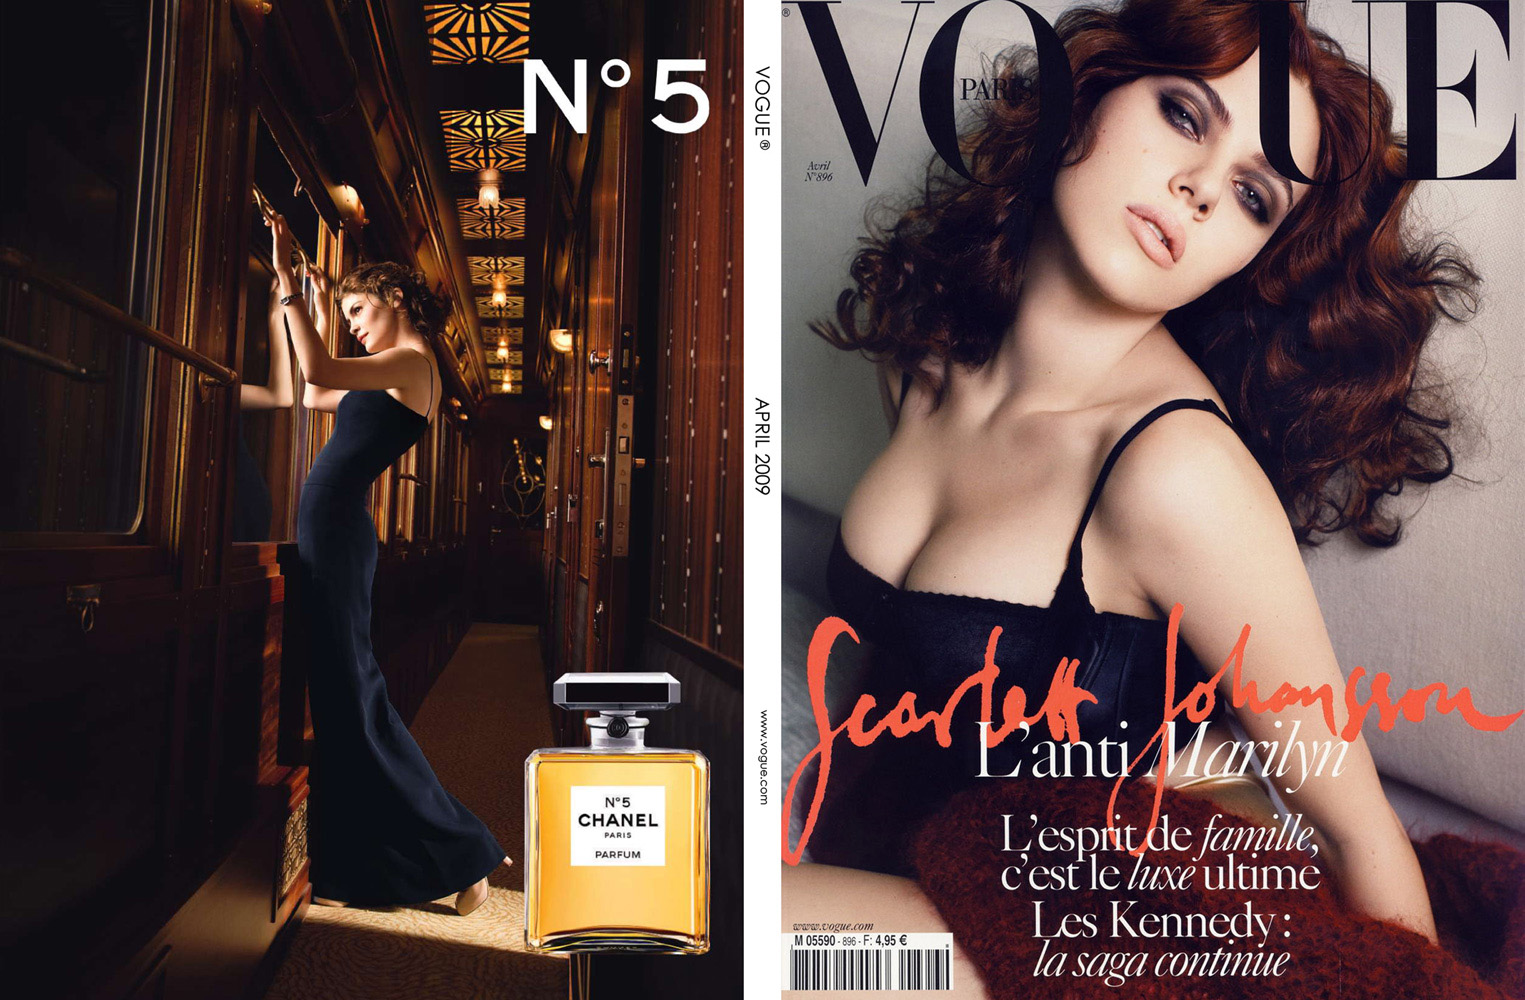 N° 5
N°5
CHANEL
PARIS
PARFUM
VOGUE®
APRIL 2009
www.vogue.com
®
VOGUE
PARIS
Avril
N°896
Scarlett Johansson
L'anti Marilyn
L'esprit de famille,
c'est le luxe ultime
Les Kennedy :
la saga continue
www.vogue.com
M 05590 - 896 - F: 4,95 €